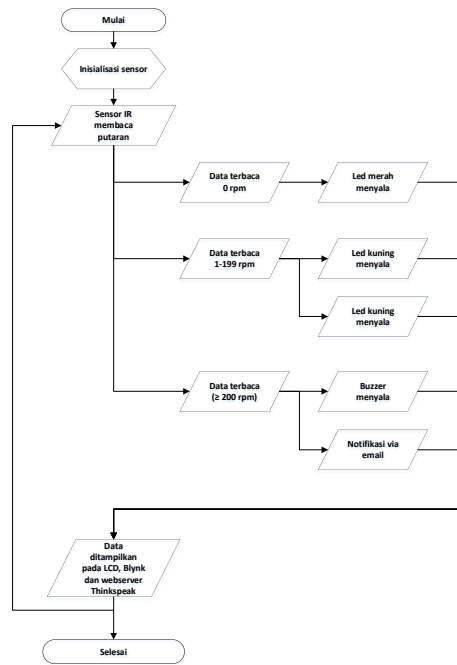 Mulai
Inisialisasi sensor
Sensor IR
membaca
putaran
Data terbaca
0 rpm
Led merah
menyala
Data terbaca
1-199 rpm
Led kuning
menyala
Led kuning
menyala
Data terbaca
(≥ 200 rpm)
Buzzer
menyala
Notifikasi via
email
Data
ditampilkan
pada LCD, Blynk
dan webserver
Thinkspeak
Selesai